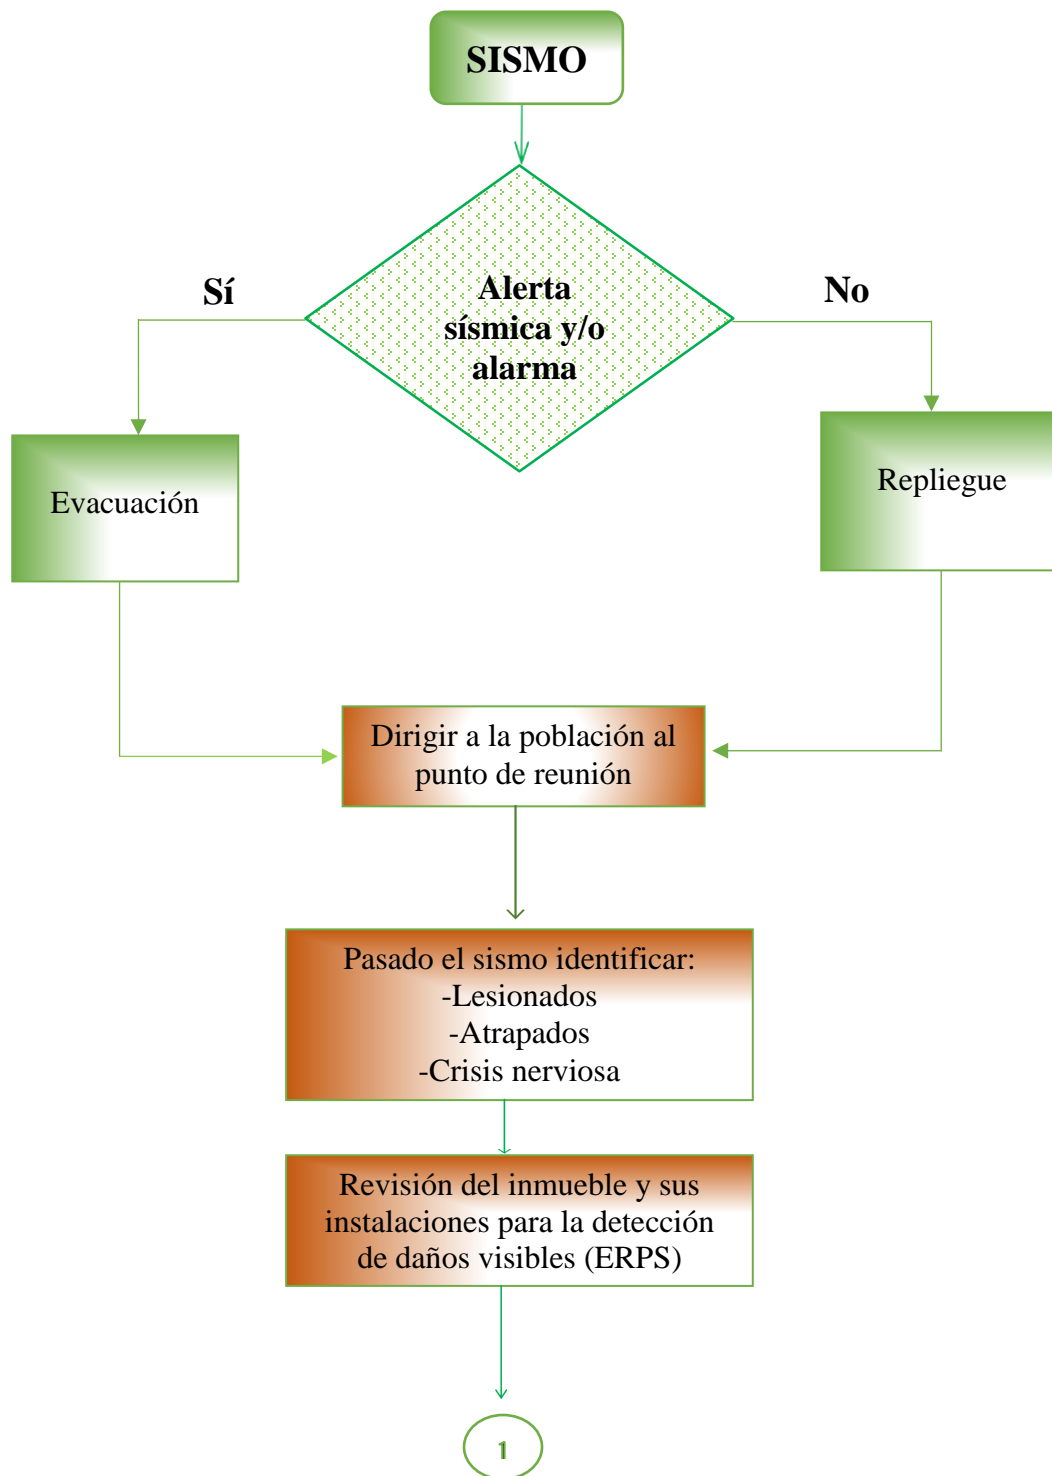 SISMO
Alerta
sísmica y/o
alarma
Sí
No
Evacuación
Repliegue
Dirigir a la población al
punto de reunión
Pasado el sismo identificar:
-Lesionados
-Atrapados
-Crisis nerviosa
Revisión del inmueble y sus
instalaciones para la detección
de daños visibles (ERPS)
1